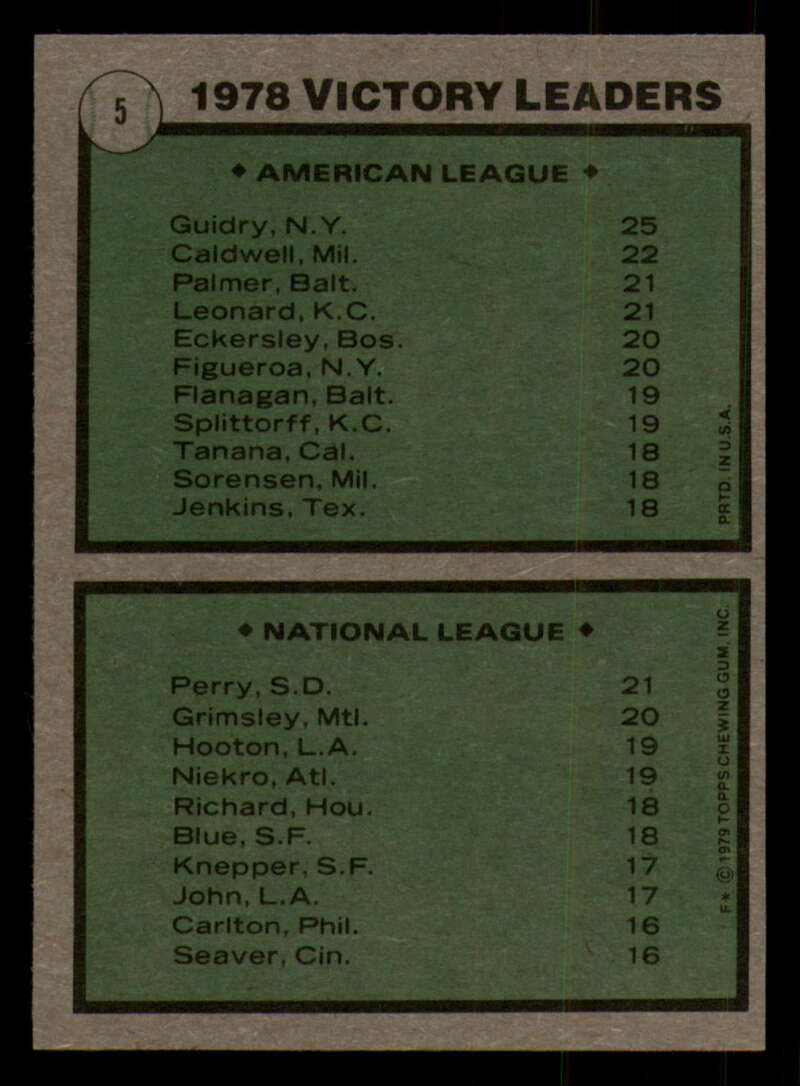 5
1978 VICTORY LEADERS
♦ AMERICAN LEAGUE ♦
Guidry, N.Y. 25
Caldwell, Mil. 22
Palmer, Balt. 21
Leonard, K.C. 21
Eckersley, Bos. 20
Figueroa, N.Y. 20
Flanagan, Balt. 19
Splittorff, K.C. 19
Tanana, Cal. 18
Sorensen, Mil. 18
Jenkins, Tex. 18
PRTD. IN U.S.A.
♦ NATIONAL LEAGUE ♦
Perry, S.D. 21
Grimsley, Mtl. 20
Hooton, L.A. 19
Niekro, Atl. 19
Richard, Hou. 18
Blue, S.F. 18
Knepper, S.F. 17
John, L.A. 17
Carlton, Phil. 16
Seaver, Cin. 16
F* © 1979 TOPPS CHEWING GUM, INC.